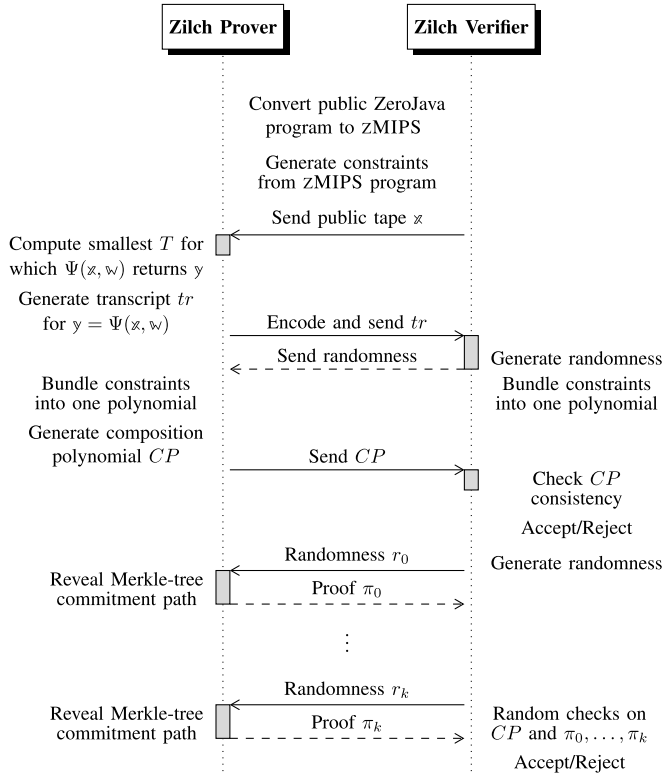 Zilch Prover
Zilch Verifier
Convert public ZeroJava
program to zMIPS
Generate constraints
from zMIPS program
Send public tape 𝕩
Compute smallest T for
which Ψ(𝕩, 𝕨) returns 𝕪
Generate transcript tr
for 𝕪 = Ψ(𝕩, 𝕨)
Encode and send tr
Send randomness
Generate randomness
Bundle constraints
into one polynomial
Bundle constraints
into one polynomial
Generate composition
polynomial CP
Send CP
Check CP
consistency
Accept/Reject
Randomness r₀
Generate randomness
Reveal Merkle-tree
commitment path
Proof π₀
⋮
Randomness rₖ
Reveal Merkle-tree
commitment path
Proof πₖ
Random checks on
CP and π₀, . . . , πₖ
Accept/Reject